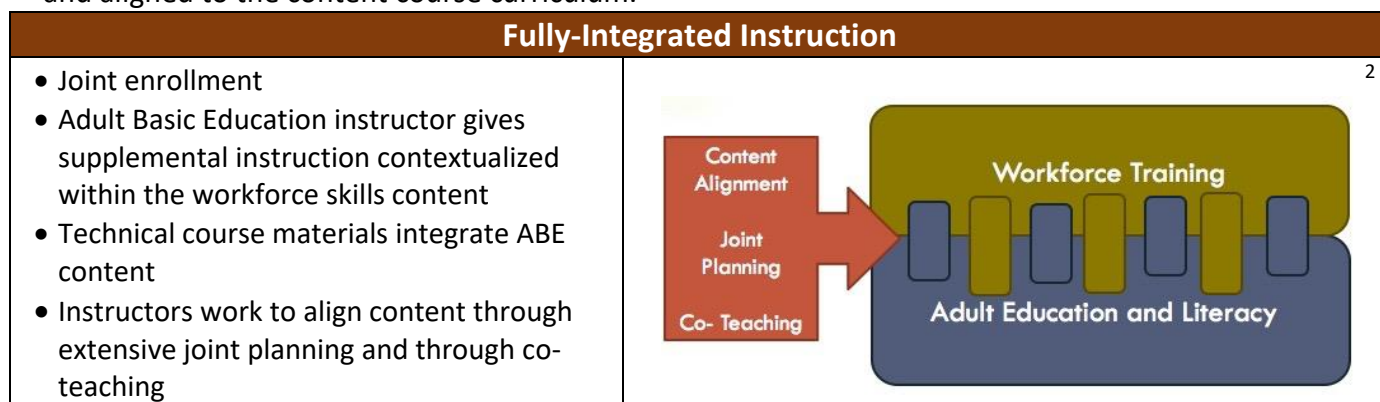 and aligned to the content course curriculum.
Fully-Integrated Instruction
• Joint enrollment
• Adult Basic Education instructor gives
supplemental instruction contextualized
within the workforce skills content
• Technical course materials integrate ABE
content
• Instructors work to align content through
extensive joint planning and through co-
teaching
2
Content
Alignment
Joint
Planning
Co- Teaching
Workforce Training
Adult Education and Literacy